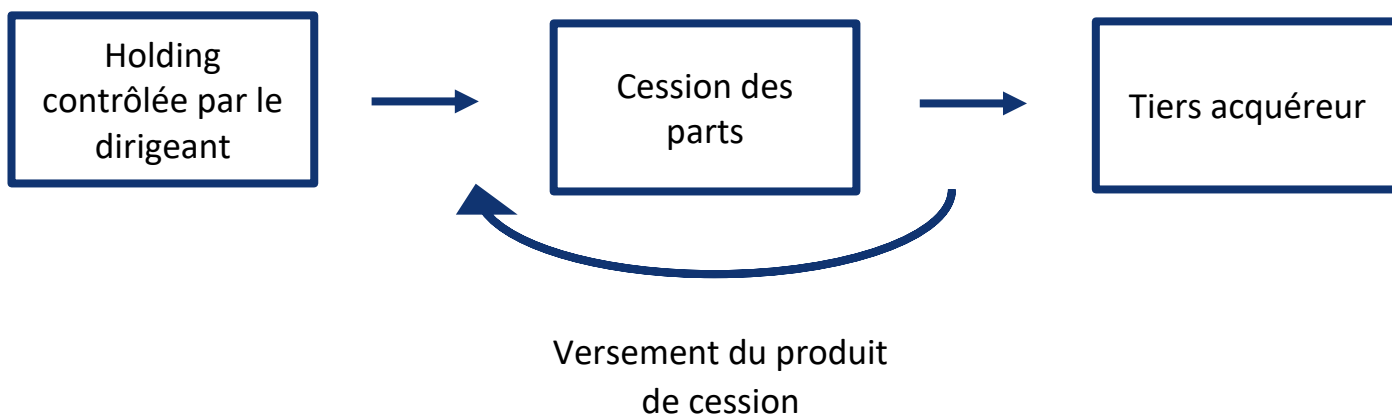 Holding
contrôlée par le
dirigeant
Cession des
parts
Tiers acquéreur
Versement du produit
de cession